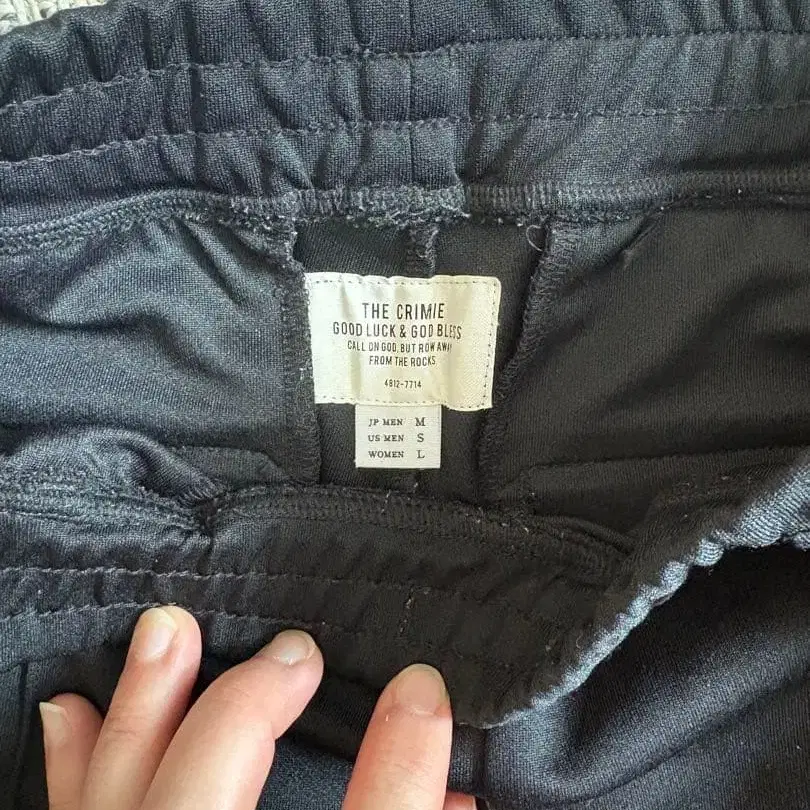 THE CRIMIE
GOOD LUCK & GOD BLESS
CALL ON GOD, BUT ROW AWAY
FROM THE ROCKS
4812-7714
JP MEN M
US MEN S
WOMEN L